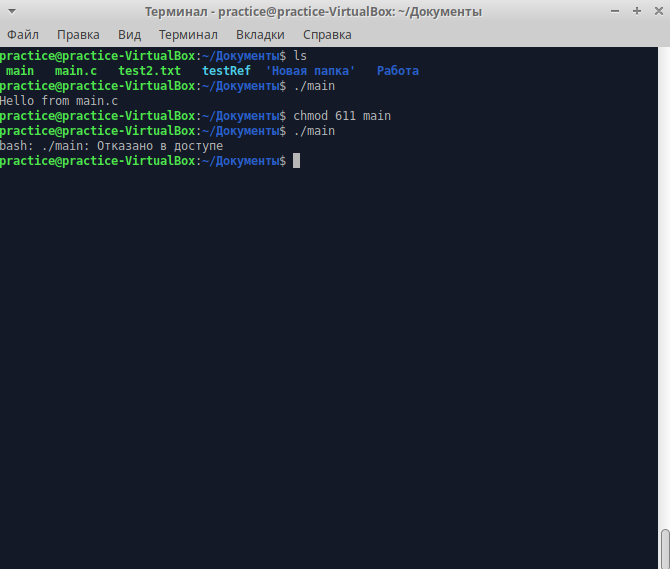 Терминал - practice@practice-VirtualBox: ~/Документы
Файл Правка Вид Терминал Вкладки Справка
practice@practice-VirtualBox:~/Документы$ ls
main main.c test2.txt testRef 'Новая папка' Работа
practice@practice-VirtualBox:~/Документы$ ./main
Hello from main.c
practice@practice-VirtualBox:~/Документы$ chmod 611 main
practice@practice-VirtualBox:~/Документы$ ./main
bash: ./main: Отказано в доступе
practice@practice-VirtualBox:~/Документы$